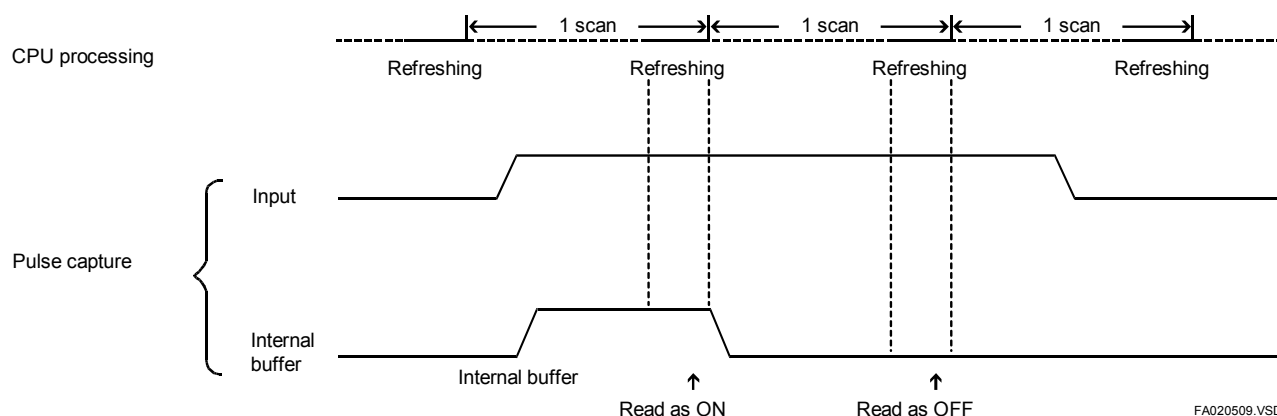 1 scan 1 scan 1 scan
CPU processing
Refreshing Refreshing Refreshing Refreshing
Input
Pulse capture
Internal
buffer
Internal buffer
Read as ON Read as OFF
FA020509.VSD